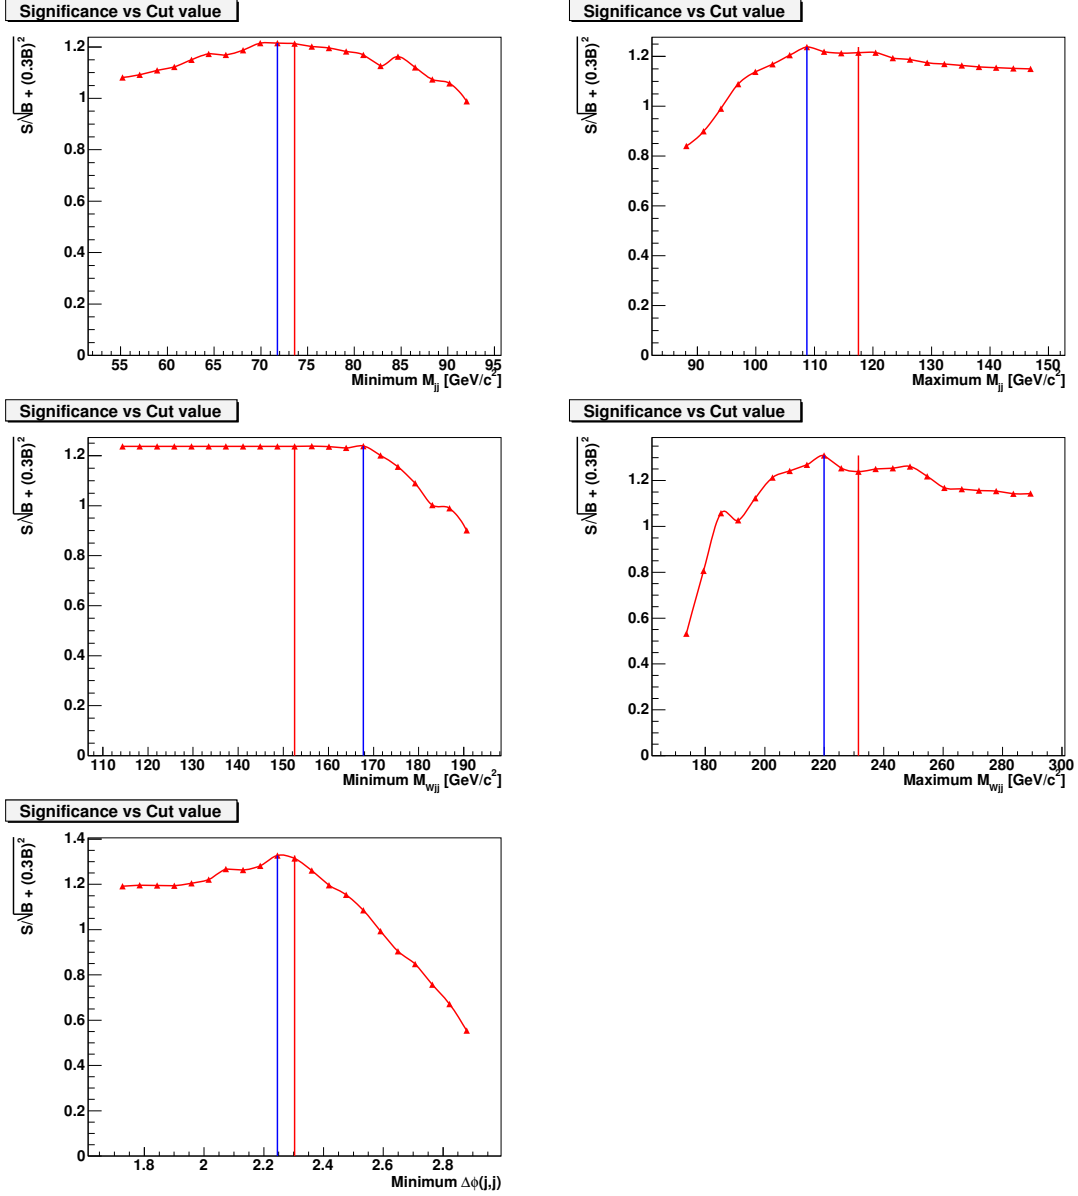 Significance vs Cut value
S/√B + (0.3B)²
1.2
1
0.8
0.6
0.4
0.2
0
55 60 65 70 75 80 85 90 95
Minimum M_jj [GeV/c²]
Significance vs Cut value
S/√B + (0.3B)²
1.2
1
0.8
0.6
0.4
0.2
0
90 100 110 120 130 140 150
Maximum M_jj [GeV/c²]
Significance vs Cut value
S/√B + (0.3B)²
1.2
1
0.8
0.6
0.4
0.2
0
110 120 130 140 150 160 170 180 190
Minimum M_Wjj [GeV/c²]
Significance vs Cut value
S/√B + (0.3B)²
1.2
1
0.8
0.6
0.4
0.2
0
180 200 220 240 260 280 300
Maximum M_Wjj [GeV/c²]
Significance vs Cut value
S/√B + (0.3B)²
1.4
1.2
1
0.8
0.6
0.4
0.2
0
1.8 2 2.2 2.4 2.6 2.8
Minimum Δϕ(j,j)